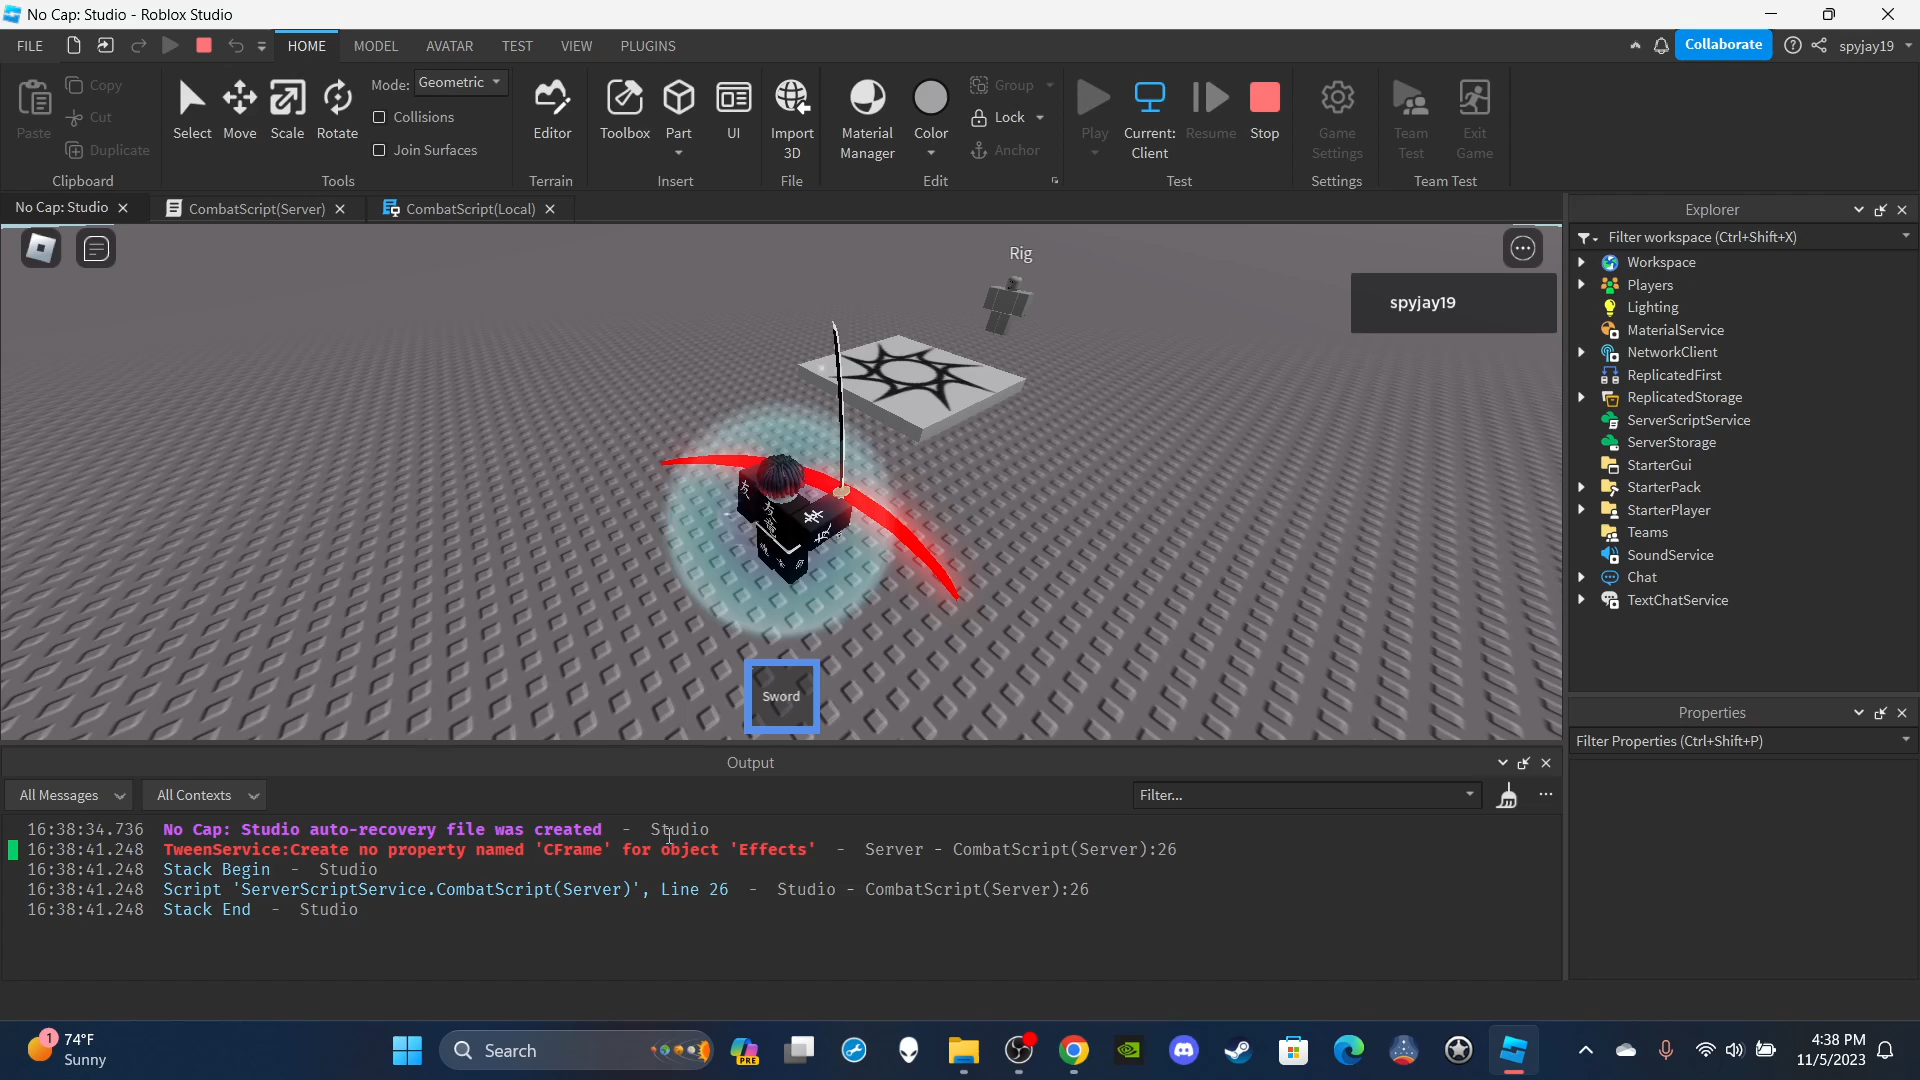 No Cap: Studio - Roblox Studio
FILE
HOME
MODEL
AVATAR
TEST
VIEW
PLUGINS
Collaborate
spyjay19
Paste
Copy
Cut
Duplicate
Clipboard
Select
Move
Scale
Rotate
Mode: Geometric
Collisions
Join Surfaces
Tools
Editor
Terrain
Toolbox
Part
UI
Insert
Import
3D
File
Material
Manager
Color
Group
Lock
Anchor
Edit
Play
Current:
Client
Resume
Stop
Test
Game
Settings
Settings
Team
Test
Exit
Game
Team Test
No Cap: Studio
CombatScript(Server)
CombatScript(Local)
Rig
spyjay19
Sword
Explorer
Filter workspace (Ctrl+Shift+X)
Workspace
Players
Lighting
MaterialService
NetworkClient
ReplicatedFirst
ReplicatedStorage
ServerScriptService
ServerStorage
StarterGui
StarterPack
StarterPlayer
Teams
SoundService
Chat
TextChatService
Properties
Filter Properties (Ctrl+Shift+P)
Output
All Messages
All Contexts
Filter...
16:38:34.736 No Cap: Studio auto-recovery file was created - Studio
16:38:41.248 TweenService:Create no property named 'CFrame' for object 'Effects' - Server - CombatScript(Server):26
16:38:41.248 Stack Begin - Studio
16:38:41.248 Script 'ServerScriptService.CombatScript(Server)', Line 26 - Studio - CombatScript(Server):26
16:38:41.248 Stack End - Studio
1
74°F
Sunny
Search
PRE
4:38 PM
11/5/2023